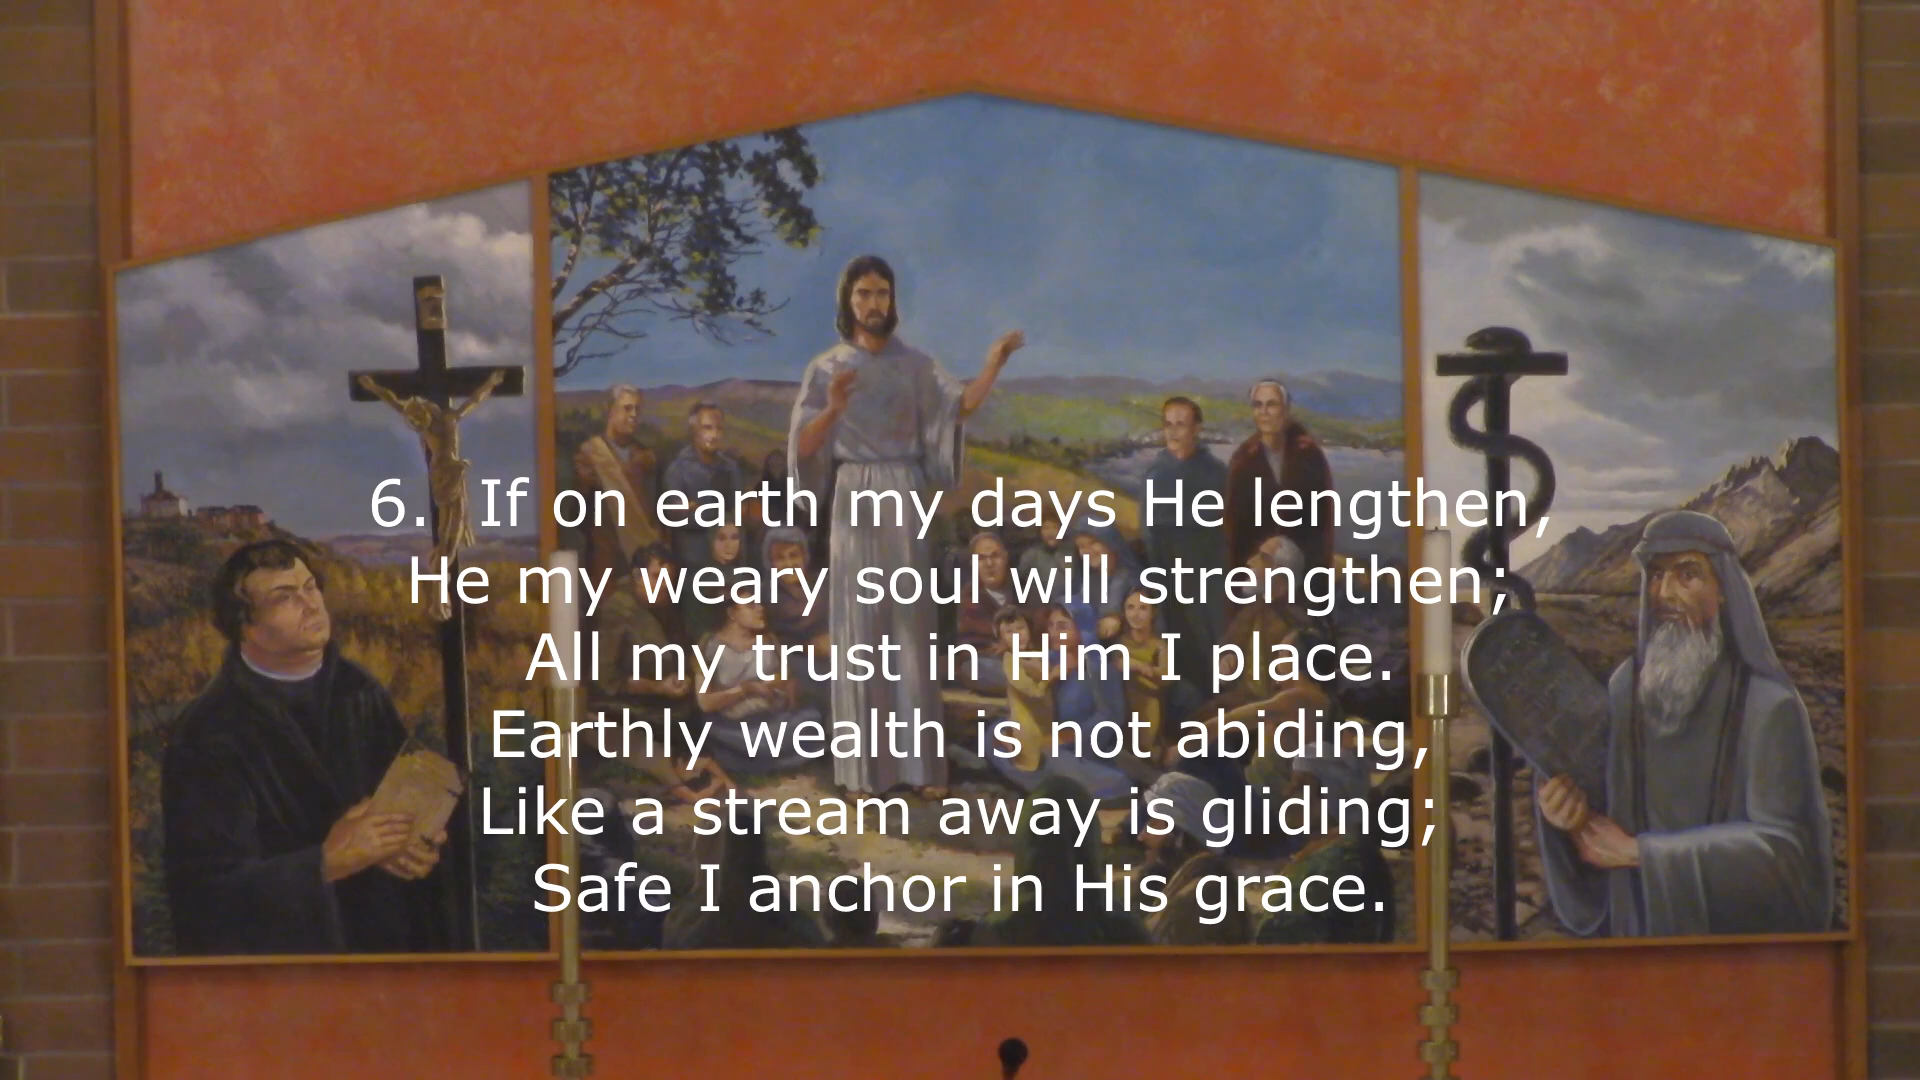 6. If on earth my days He lengthen,
He my weary soul will strengthen;
All my trust in Him I place.
Earthly wealth is not abiding,
Like a stream away is gliding;
Safe I anchor in His grace.